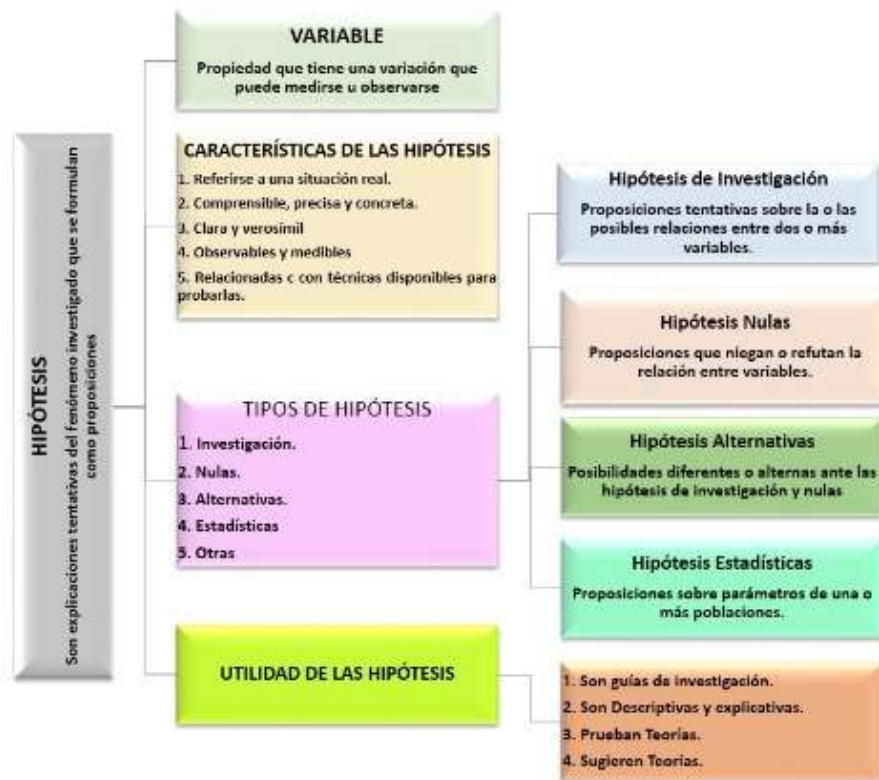 HIPÓTESIS
Son explicaciones tentativas del fenómeno investigado que se formulan
como proposiciones
VARIABLE
Propiedad que tiene una variación que
puede medirse u observarse
CARACTERÍSTICAS DE LAS HIPÓTESIS
1. Referirse a una situación real.
2. Comprensible, precisa y concreta.
3. Clara y verosímil
4. Observables y medibles
5. Relacionadas c con técnicas disponibles para
probarlas.
TIPOS DE HIPÓTESIS
1. Investigación.
2. Nulas.
3. Alternativas.
4. Estadísticas
5. Otras
Hipótesis de Investigación
Proposiciones tentativas sobre la o las
posibles relaciones entre dos o más
variables.
Hipótesis Nulas
Proposiciones que niegan o refutan la
relación entre variables.
Hipótesis Alternativas
Posibilidades diferentes o alternas ante las
hipótesis de investigación y nulas
Hipótesis Estadísticas
Proposiciones sobre parámetros de una o
más poblaciones.
UTILIDAD DE LAS HIPÓTESIS
1. Son guías de investigación.
2. Son Descriptivas y explicativas.
3. Prueban Teorías.
4. Sugieren Teorías.